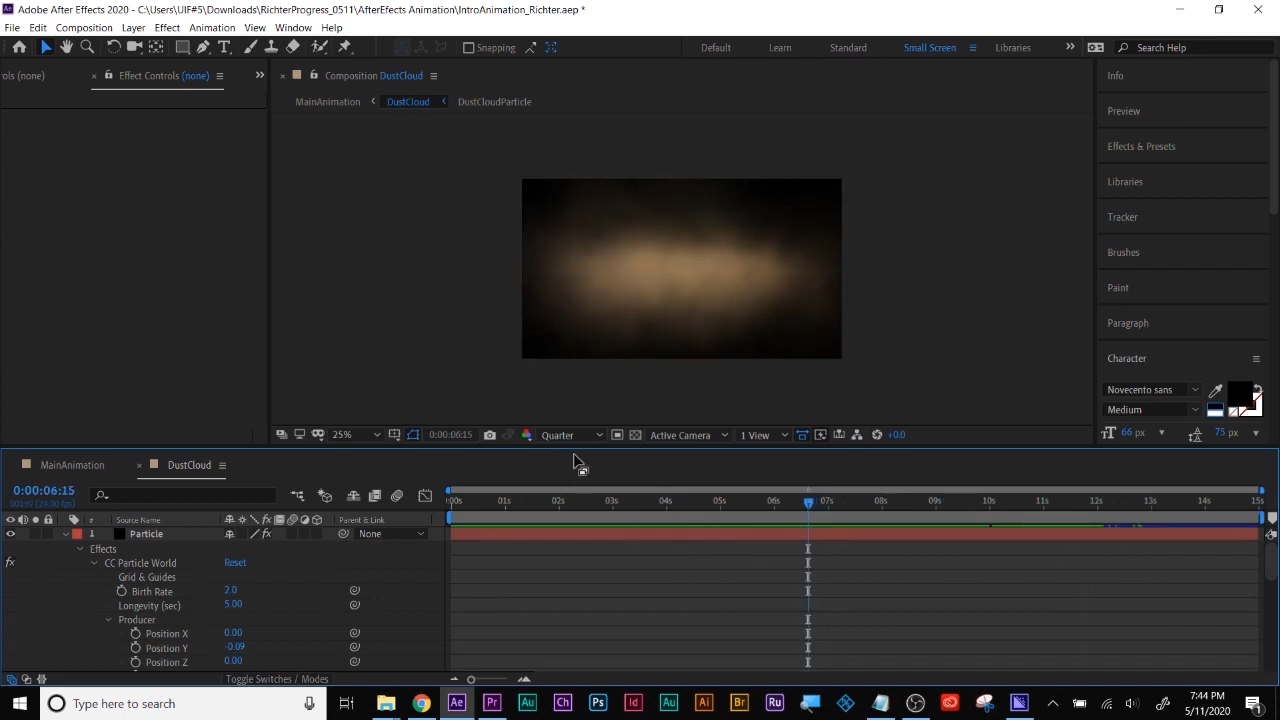 Adobe After Effects 2020 - C:\Users\UIF#5\Downloads\RichterProgress_0511\AfterEffects Animation\IntroAnimation_Richter.aep *
File Edit Composition Layer Effect Animation View Window Help
Snapping Default Learn Standard Small Screen Libraries Search Help
rols (none) Effect Controls (none) Composition DustCloud
MainAnimation DustCloud DustCloudParticle
Info
Preview
Effects & Presets
Libraries
Tracker
Brushes
Paint
Paragraph
Character
Novecento sans
Medium
66 px 75 px
25% 0:00:06:15 Quarter Active Camera 1 View +0.0
MainAnimation DustCloud
0:00:06:15
:00s 01s 02s 03s 04s 05s 06s 07s 08s 09s 10s 11s 12s 13s 14s 15s
# Source Name Parent & Link
1 Particle None
Effects
fx CC Particle World Reset
Grid & Guides
Birth Rate 2.0
Longevity (sec) 5.00
Producer
Position X 0.00
Position Y -0.09
Position Z 0.00
Toggle Switches / Modes
Type here to search
7:44 PM
5/11/2020